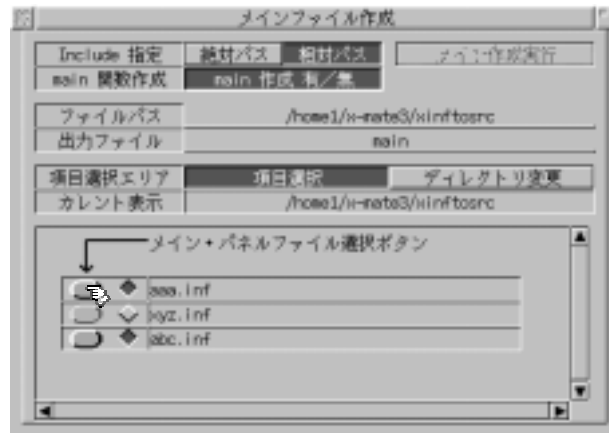 メインファイル作成
Include 指定 絶対パス 相対パス メイン作成実行
main 関数作成 main 作成 有／無
ファイルパス /home1/x-mate3/xinftosrc
出力ファイル main
項目選択エリア 項目選択 ディレクトリ変更
カレント表示 /home1/x-mate3/xinftosrc
メイン・パネルファイル選択ボタン
aaa.inf
xyz.inf
abc.inf